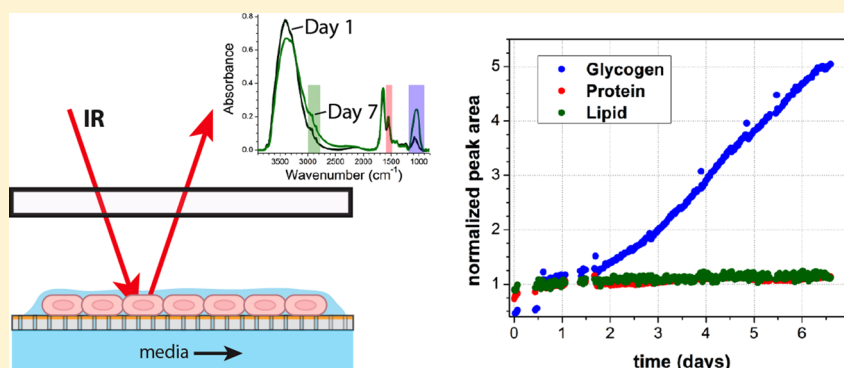 IR
Absorbance
0.8
0.6
0.4
0.2
0.0
Day 1
Day 7
3500 3000 2500 2000 1500 1000
Wavenumber (cm⁻¹)
media
normalized peak area
5
4
3
2
1
Glycogen
Protein
Lipid
0 1 2 3 4 5 6
time (days)